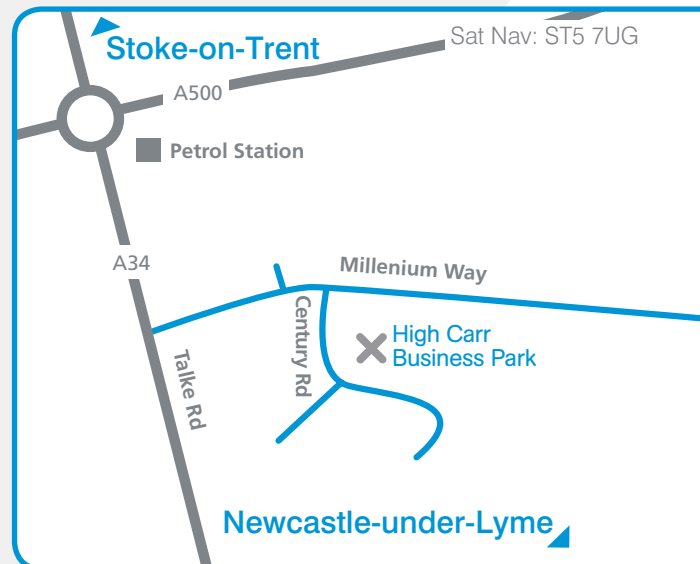 Stoke-on-Trent
Sat Nav: ST5 7UG
A500
Petrol Station
A34
Millenium Way
Century Rd
High Carr
Business Park
Talke Rd
Newcastle-under-Lyme